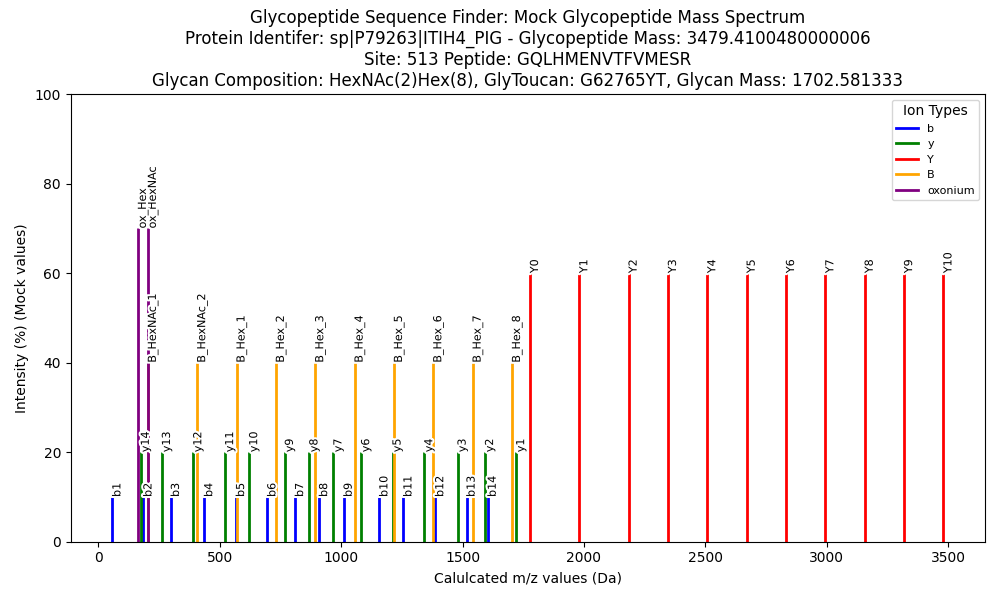 Glycopeptide Sequence Finder: Mock Glycopeptide Mass Spectrum
Protein Identifer: sp|P79263|ITIH4_PIG - Glycopeptide Mass: 3479.4100480000006
Site: 513 Peptide: GQLHMENVTFVMESR
Glycan Composition: HexNAc(2)Hex(8), GlyToucan: G62765YT, Glycan Mass: 1702.581333
100
80
60
40
20
0
Intensity (%) (Mock values)
Ion Types
b
y
Y
B
oxonium
ox_Hex
ox_HexNAc
Y0
Y1
Y2
Y3
Y4
Y5
Y6
Y7
Y8
Y9
Y10
B_HexNAc_1
B_HexNAc_2
B_Hex_1
B_Hex_2
B_Hex_3
B_Hex_4
B_Hex_5
B_Hex_6
B_Hex_7
B_Hex_8
y14
y13
y12
y11
y10
y9
y8
y7
y6
y5
y4
y3
y2
y1
b1
b2
b3
b4
b5
b6
b7
b8
b9
b10
b11
b12
b13
b14
0
500
1000
1500
2000
2500
3000
3500
Calulcated m/z values (Da)